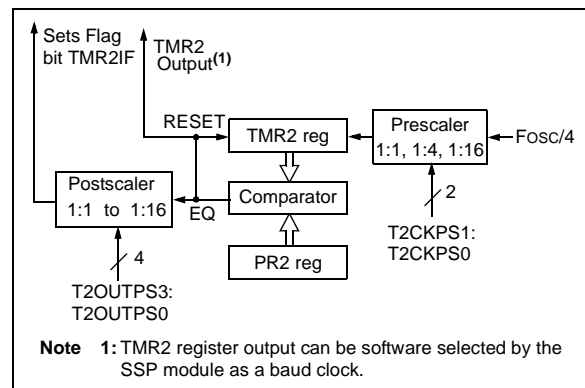 Sets Flag
bit TMR2IF
TMR2
Output(1)
RESET
TMR2 reg
Prescaler
1:1, 1:4, 1:16
FOSC/4
Postscaler
1:1 to 1:16
EQ
Comparator
2
T2CKPS1:
T2CKPS0
PR2 reg
4
T2OUTPS3:
T2OUTPS0
Note 1: TMR2 register output can be software selected by the
SSP module as a baud clock.